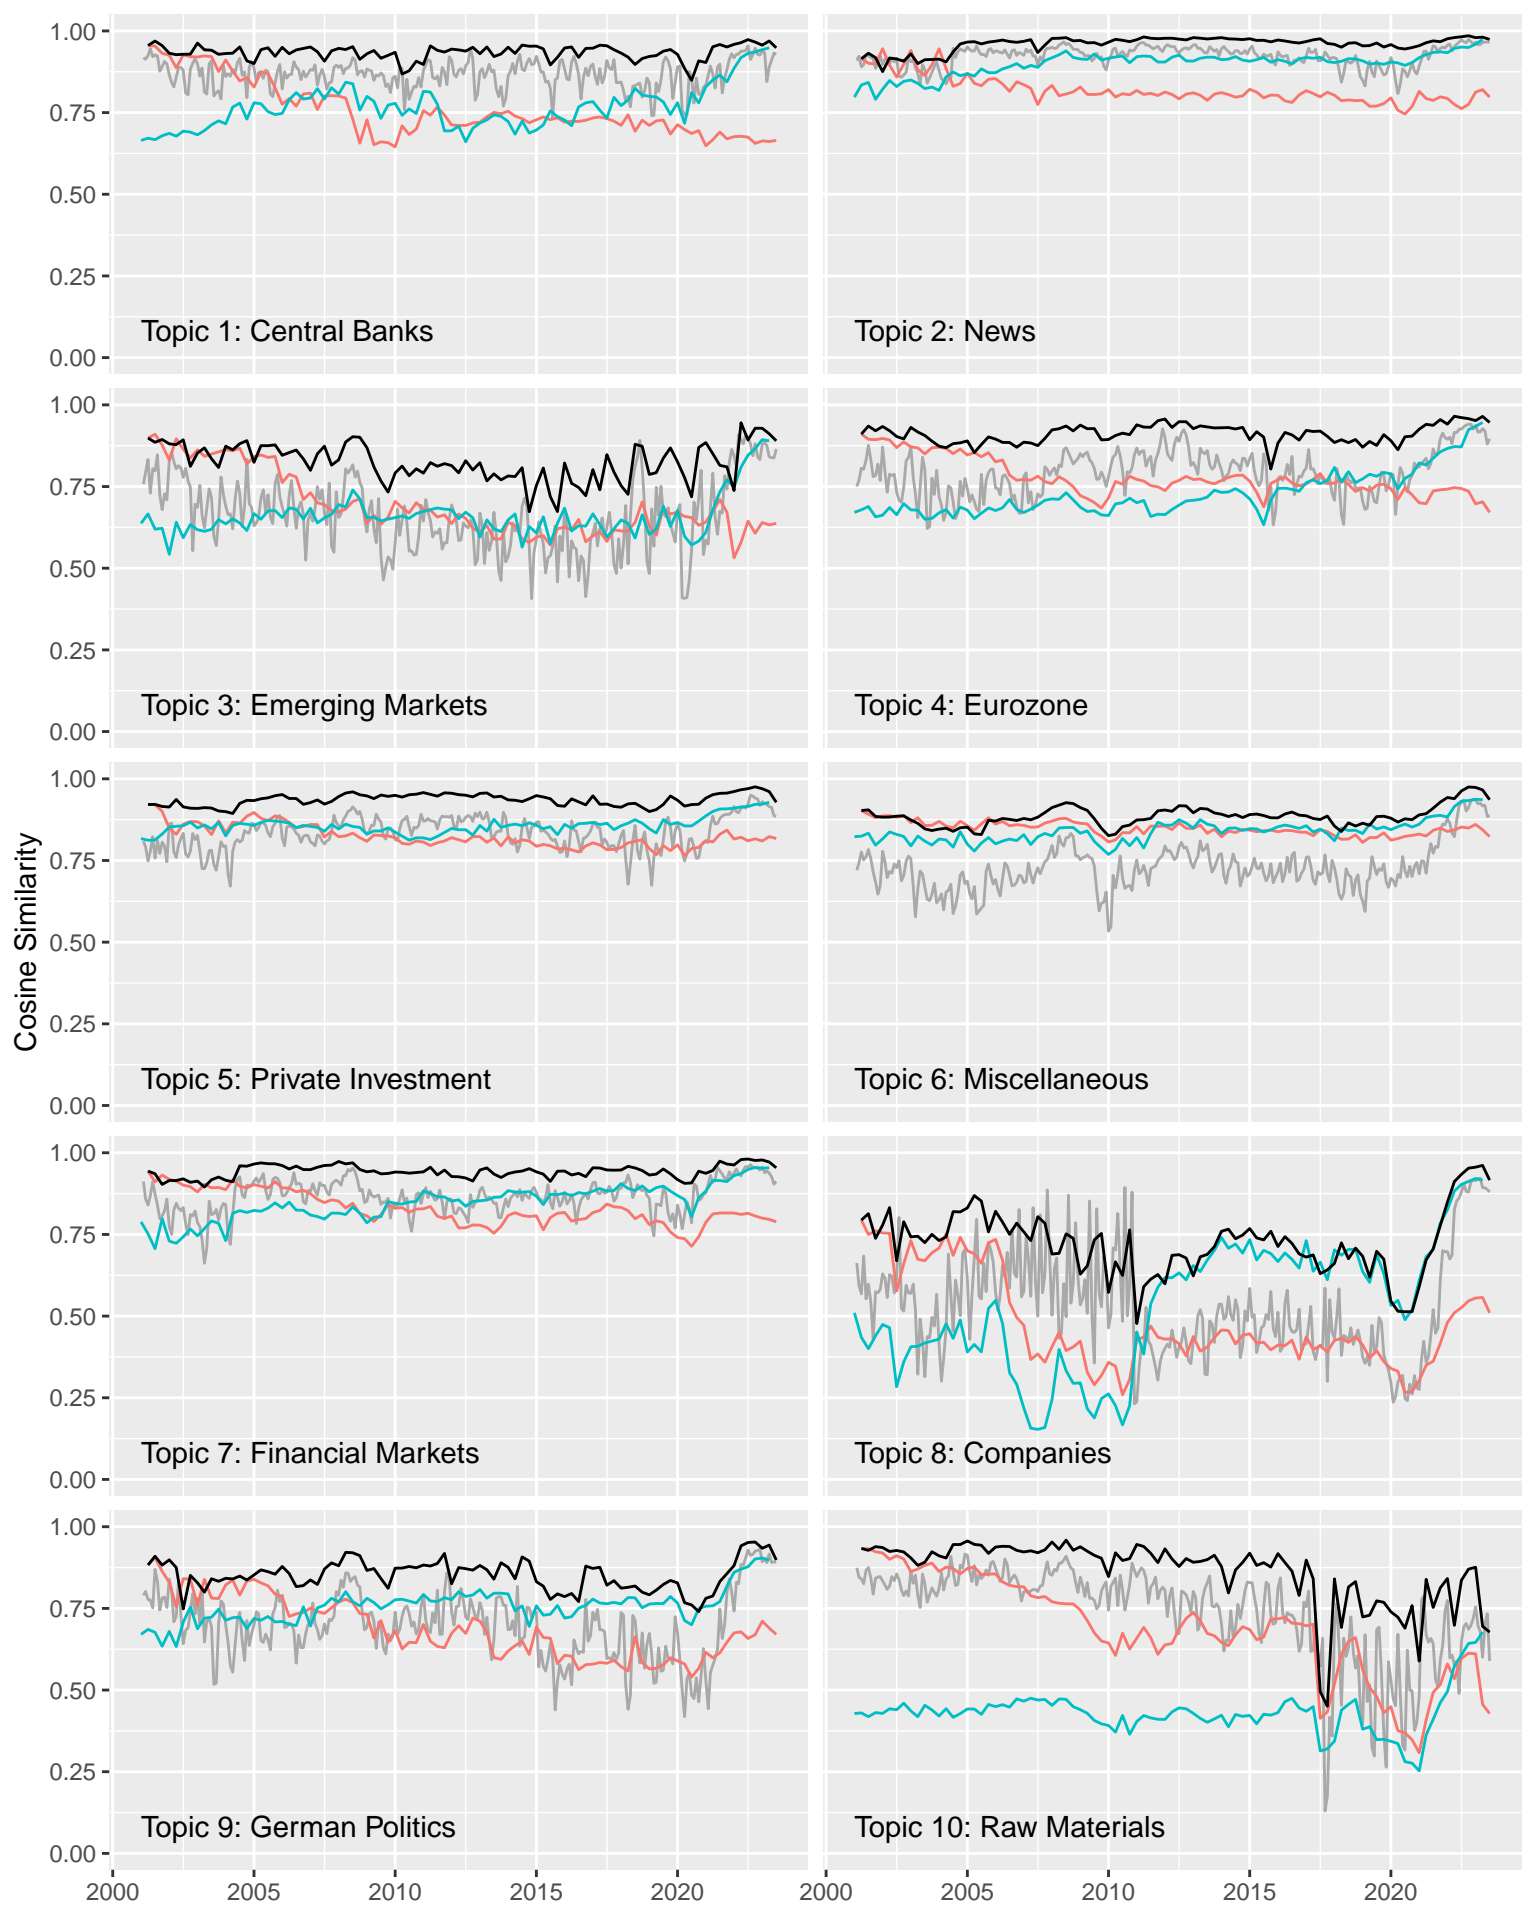 Cosine Similarity
1.00
0.75
0.50
0.25
0.00
Topic 1: Central Banks
Topic 2: News
1.00
0.75
0.50
0.25
0.00
Topic 3: Emerging Markets
Topic 4: Eurozone
1.00
0.75
0.50
0.25
0.00
Topic 5: Private Investment
Topic 6: Miscellaneous
1.00
0.75
0.50
0.25
0.00
Topic 7: Financial Markets
Topic 8: Companies
1.00
0.75
0.50
0.25
0.00
Topic 9: German Politics
Topic 10: Raw Materials
2000 2005 2010 2015 2020
2000 2005 2010 2015 2020